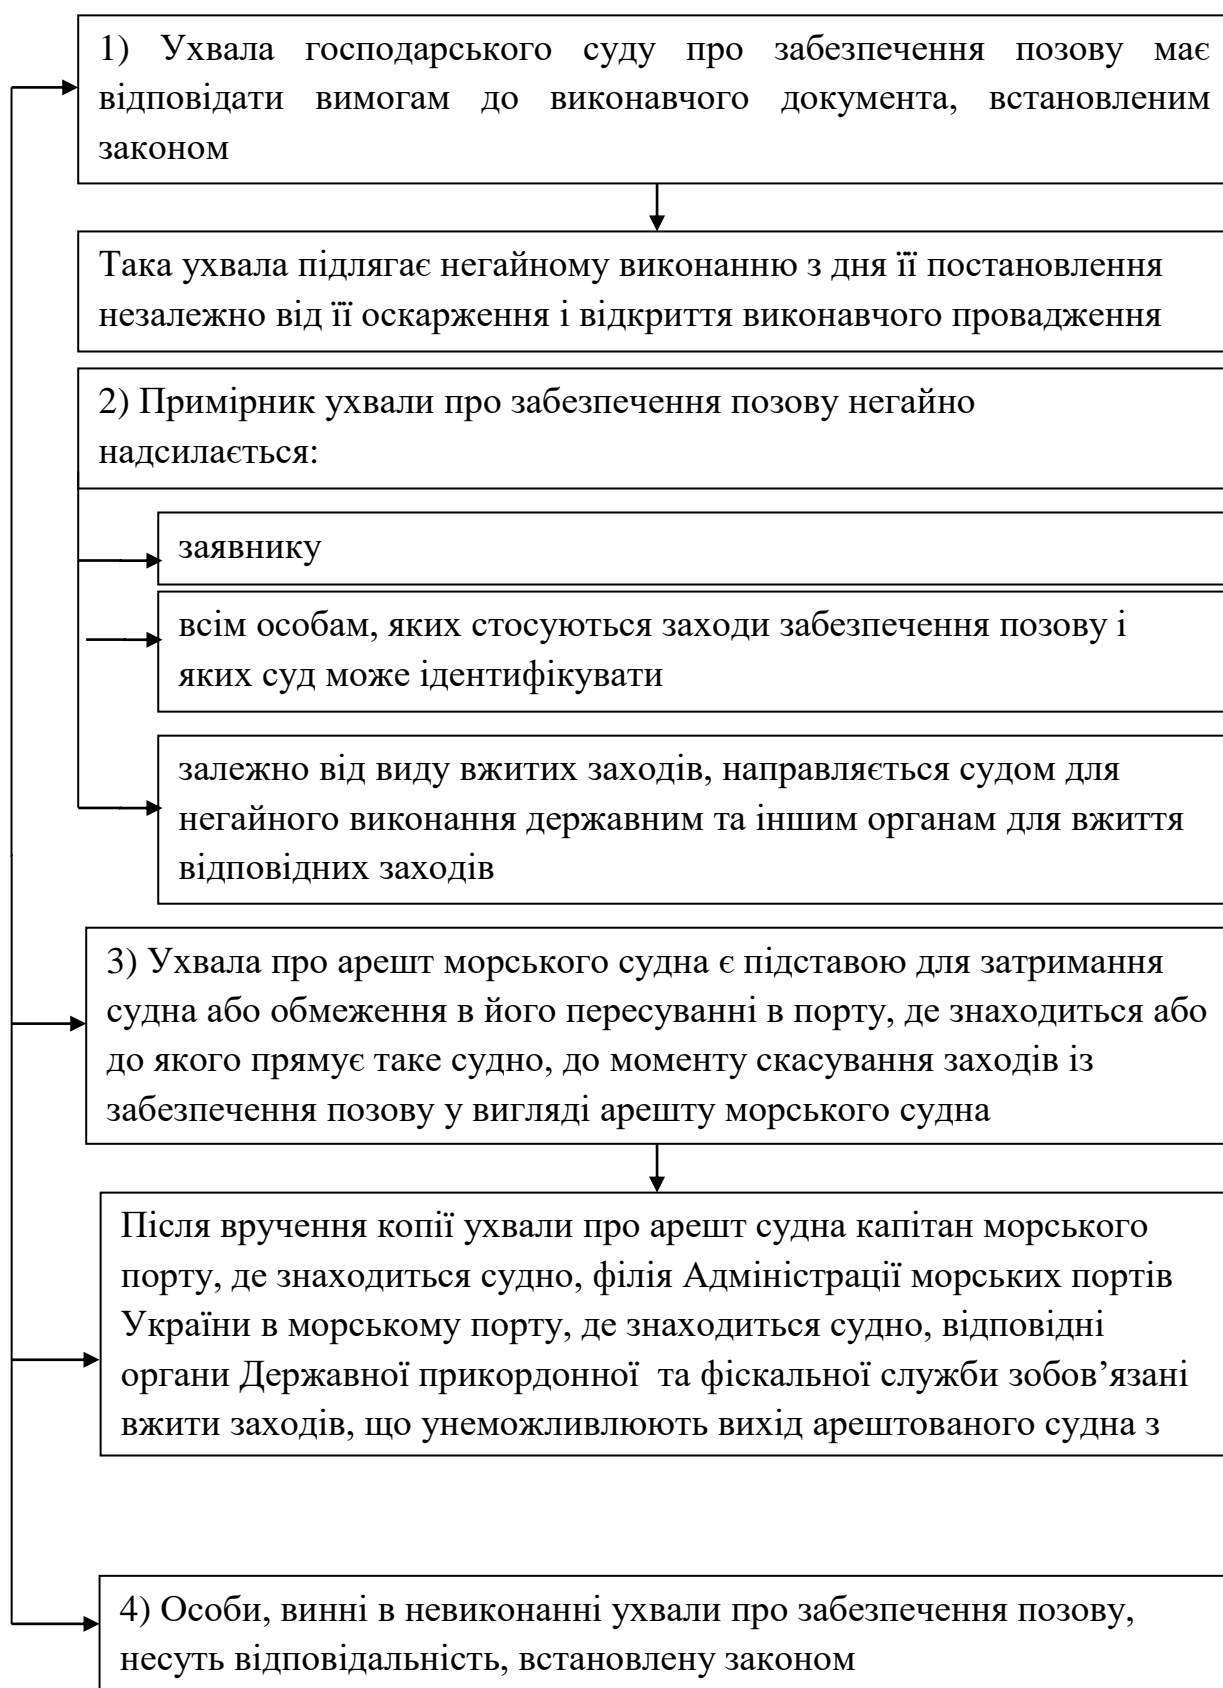 1) Ухвала господарського суду про забезпечення позову має
відповідати вимогам до виконавчого документа, встановленим
законом
Така ухвала підлягає негайному виконанню з дня її постановлення
незалежно від її оскарження і відкриття виконавчого провадження
2) Примірник ухвали про забезпечення позову негайно
надсилається:
заявнику
всім особам, яких стосуються заходи забезпечення позову і
яких суд може ідентифікувати
залежно від виду вжитих заходів, направляється судом для
негайного виконання державним та іншим органам для вжиття
відповідних заходів
3) Ухвала про арешт морського судна є підставою для затримання
судна або обмеження в його пересуванні в порту, де знаходиться або
до якого прямує таке судно, до моменту скасування заходів із
забезпечення позову у вигляді арешту морського судна
Після вручення копії ухвали про арешт судна капітан морського
порту, де знаходиться судно, філія Адміністрації морських портів
України в морському порту, де знаходиться судно, відповідні
органи Державної прикордонної та фіскальної служби зобов’язані
вжити заходів, що унеможливлюють вихід арештованого судна з
4) Особи, винні в невиконанні ухвали про забезпечення позову,
несуть відповідальність, встановлену законом